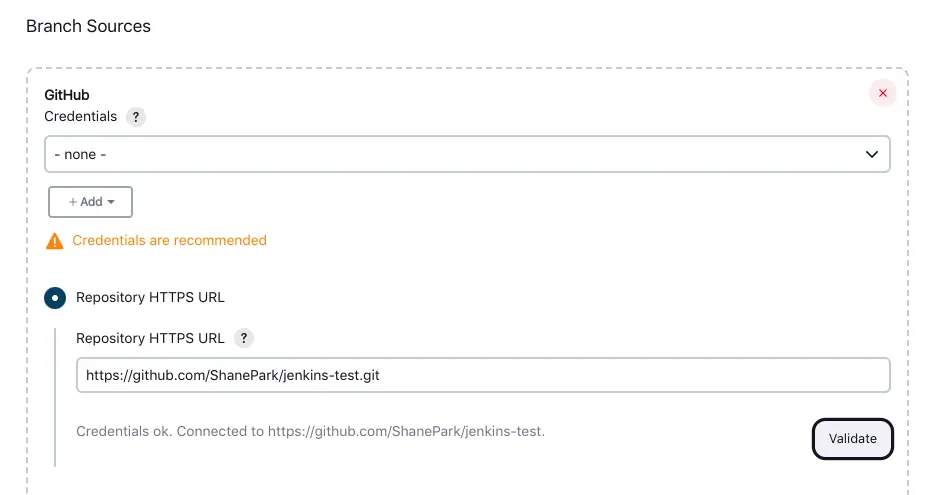 Branch Sources
GitHub
Credentials ?
- none -
+ Add
Credentials are recommended
Repository HTTPS URL
Repository HTTPS URL ?
https://github.com/ShanePark/jenkins-test.git
Credentials ok. Connected to https://github.com/ShanePark/jenkins-test.
Validate